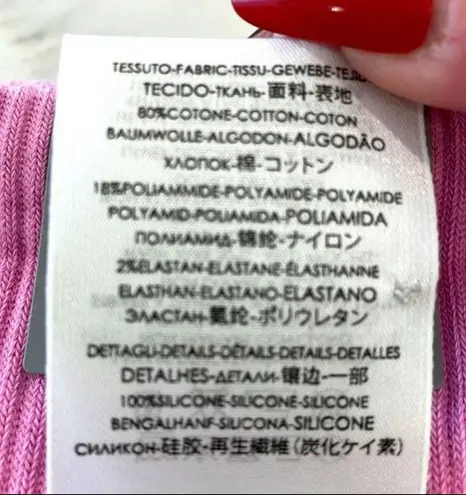 TESSUTO-FABRIC-TISSU-GEWEBE-TEJID
TECIDO-ТКАНЬ-面料-表地
80%COTONE-COTTON-COTON
BAUMWOLLE-ALGODON-ALGODÃO
ХЛОПОК-棉-コットン
18%POLIAMMIDE-POLYAMIDE-POLYAMIDE
POLYAMID-POLIAMIDA-POLIAMIDA
ПОЛИАМИД-锦纶-ナイロン
2%ELASTAN-ELASTANE-ÉLASTHANNE
ELASTHAN-ELASTANO-ELASTANO
ЭЛАСТАН-氨纶-ポリウレタン
DETTAGLI-DETAILS-DÉTAILS-DETAILS-DETALLES
DETALHES-ДЕТАЛИ-镶边-一部
100%SILICONE-SILICONE-SILICONE
BENGALHANF-SILICONA-SILICONE
СИЛИКОН-硅胶-再生繊維(炭化ケイ素)